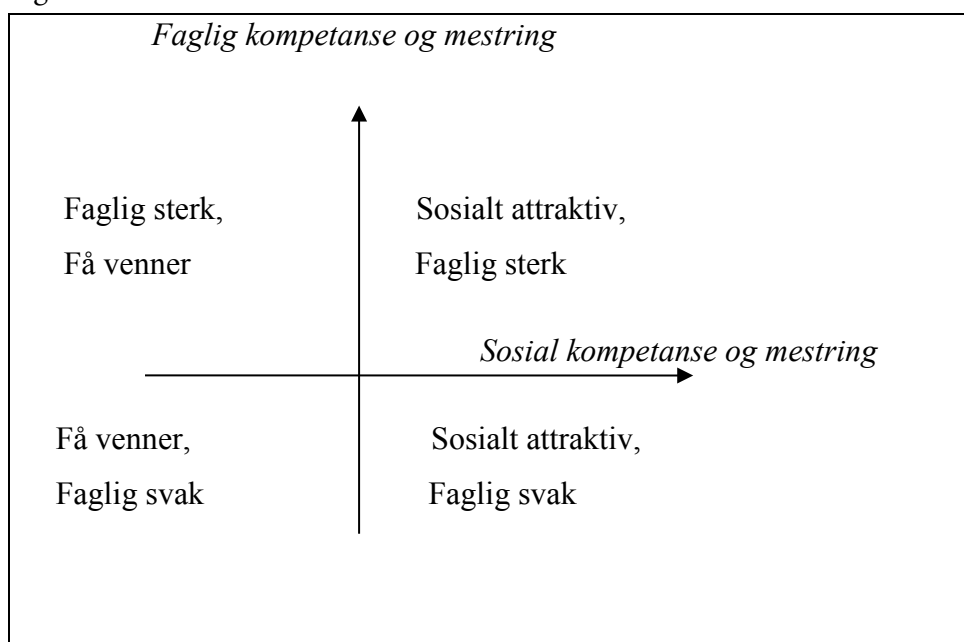 Faglig kompetanse og mestring
Faglig sterk,
Få venner
Sosialt attraktiv,
Faglig sterk
Sosial kompetanse og mestring
Få venner,
Faglig svak
Sosialt attraktiv,
Faglig svak